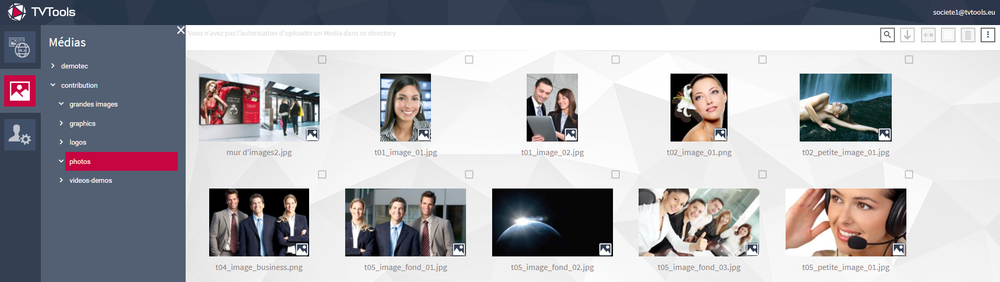 TVTools
societe1@tvtools.eu
Médias
Vous n'avez pas l'autorisation d'uploader un Media dans ce directory
demotec
contribution
grandes images
graphics
logos
photos
videos-demos
mur d'images2.jpg
t01_image_01.jpg
t01_image_02.jpg
t02_image_01.png
t02_petite_image_01.jpg
t04_image_business.png
t05_image_fond_01.jpg
t05_image_fond_02.jpg
t05_image_fond_03.jpg
t05_petite_image_01.jpg